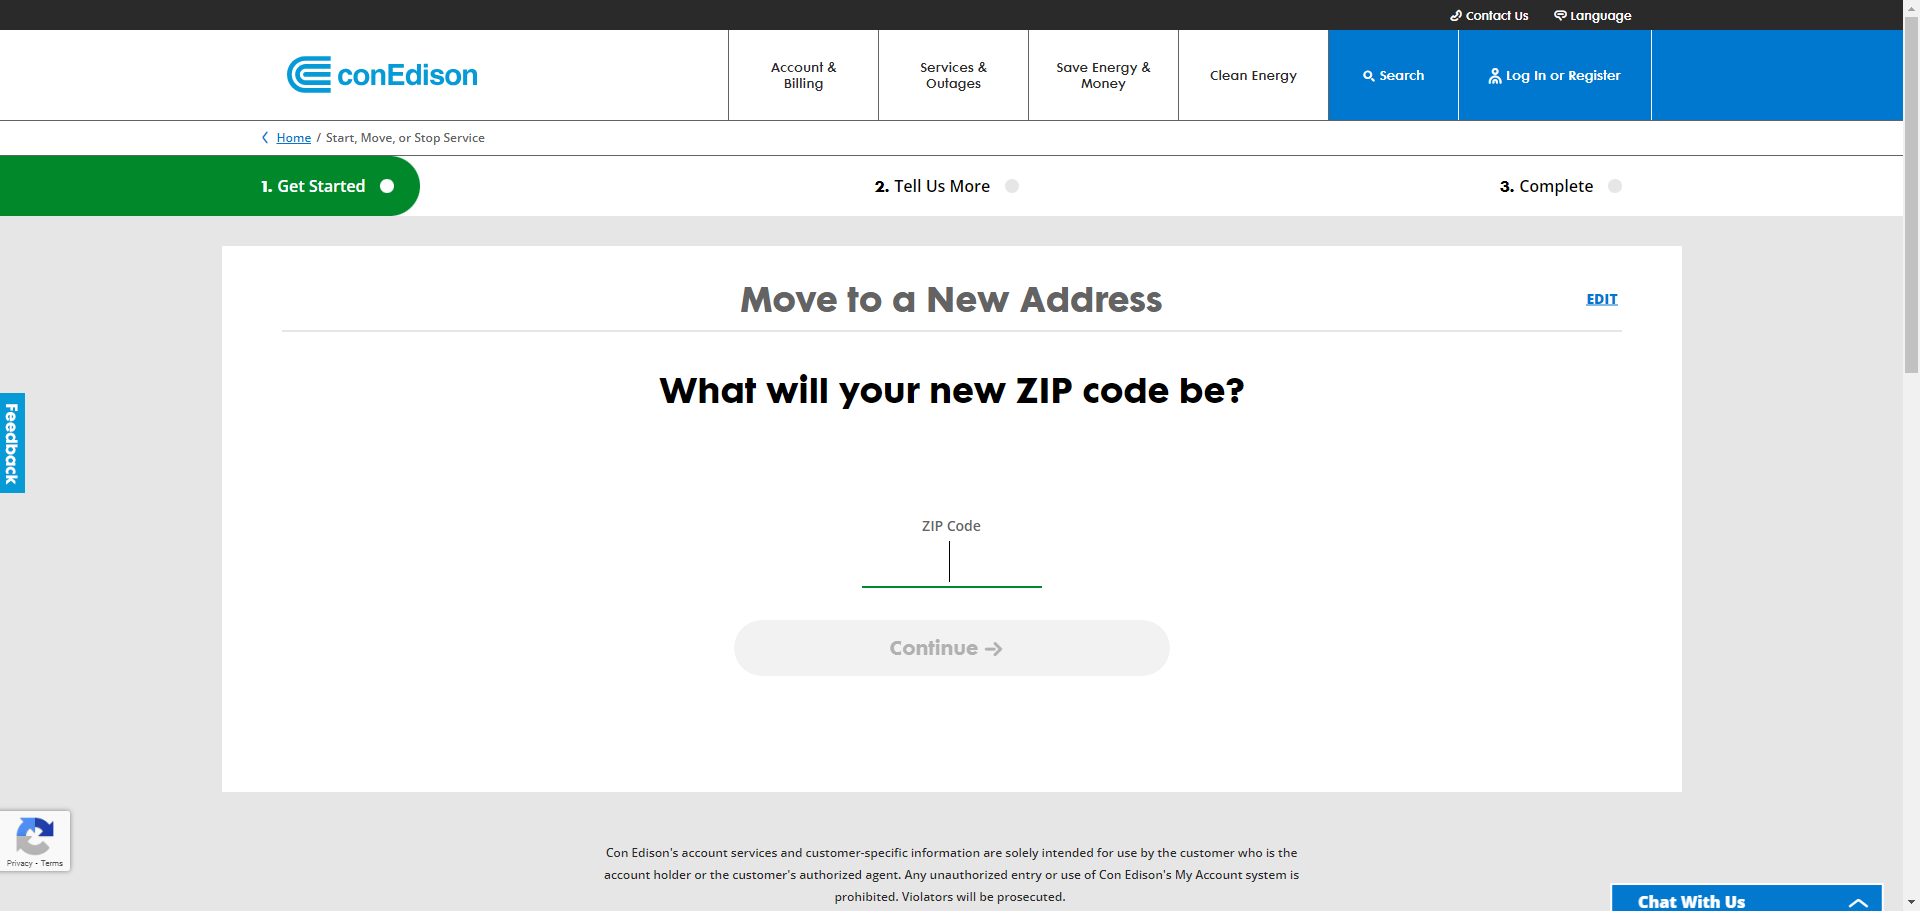 Contact Us
Language
conEdison
Account &
Billing
Services &
Outages
Save Energy &
Money
Clean Energy
Search
Log In or Register
Home / Start, Move, or Stop Service
1. Get Started
2. Tell Us More
3. Complete
Move to a New Address
EDIT
What will your new ZIP code be?
Feedback
ZIP Code
Continue
Privacy - Terms
Con Edison's account services and customer-specific information are solely intended for use by the customer who is the
account holder or the customer's authorized agent. Any unauthorized entry or use of Con Edison's My Account system is
prohibited. Violators will be prosecuted.
Chat With Us